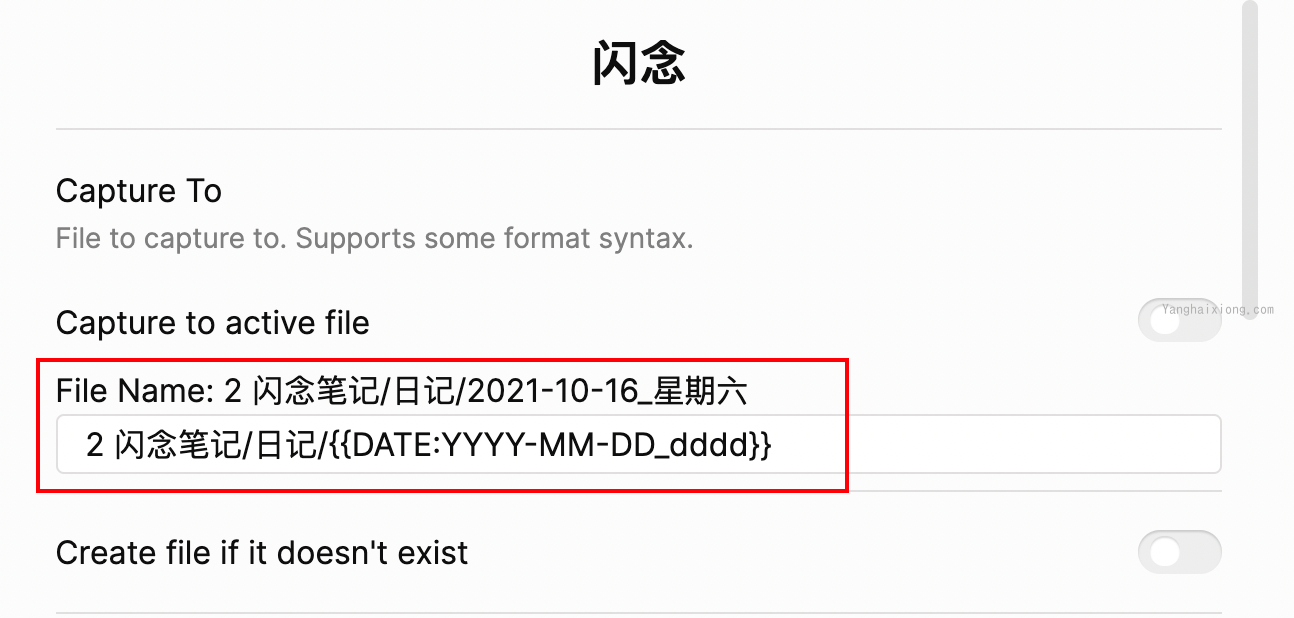 闪念
Capture To
File to capture to. Supports some format syntax.
Capture to active file
Yanghaixiong.com
File Name: 2 闪念笔记/日记/2021-10-16_星期六
2 闪念笔记/日记/{{DATE:YYYY-MM-DD_dddd}}
Create file if it doesn't exist